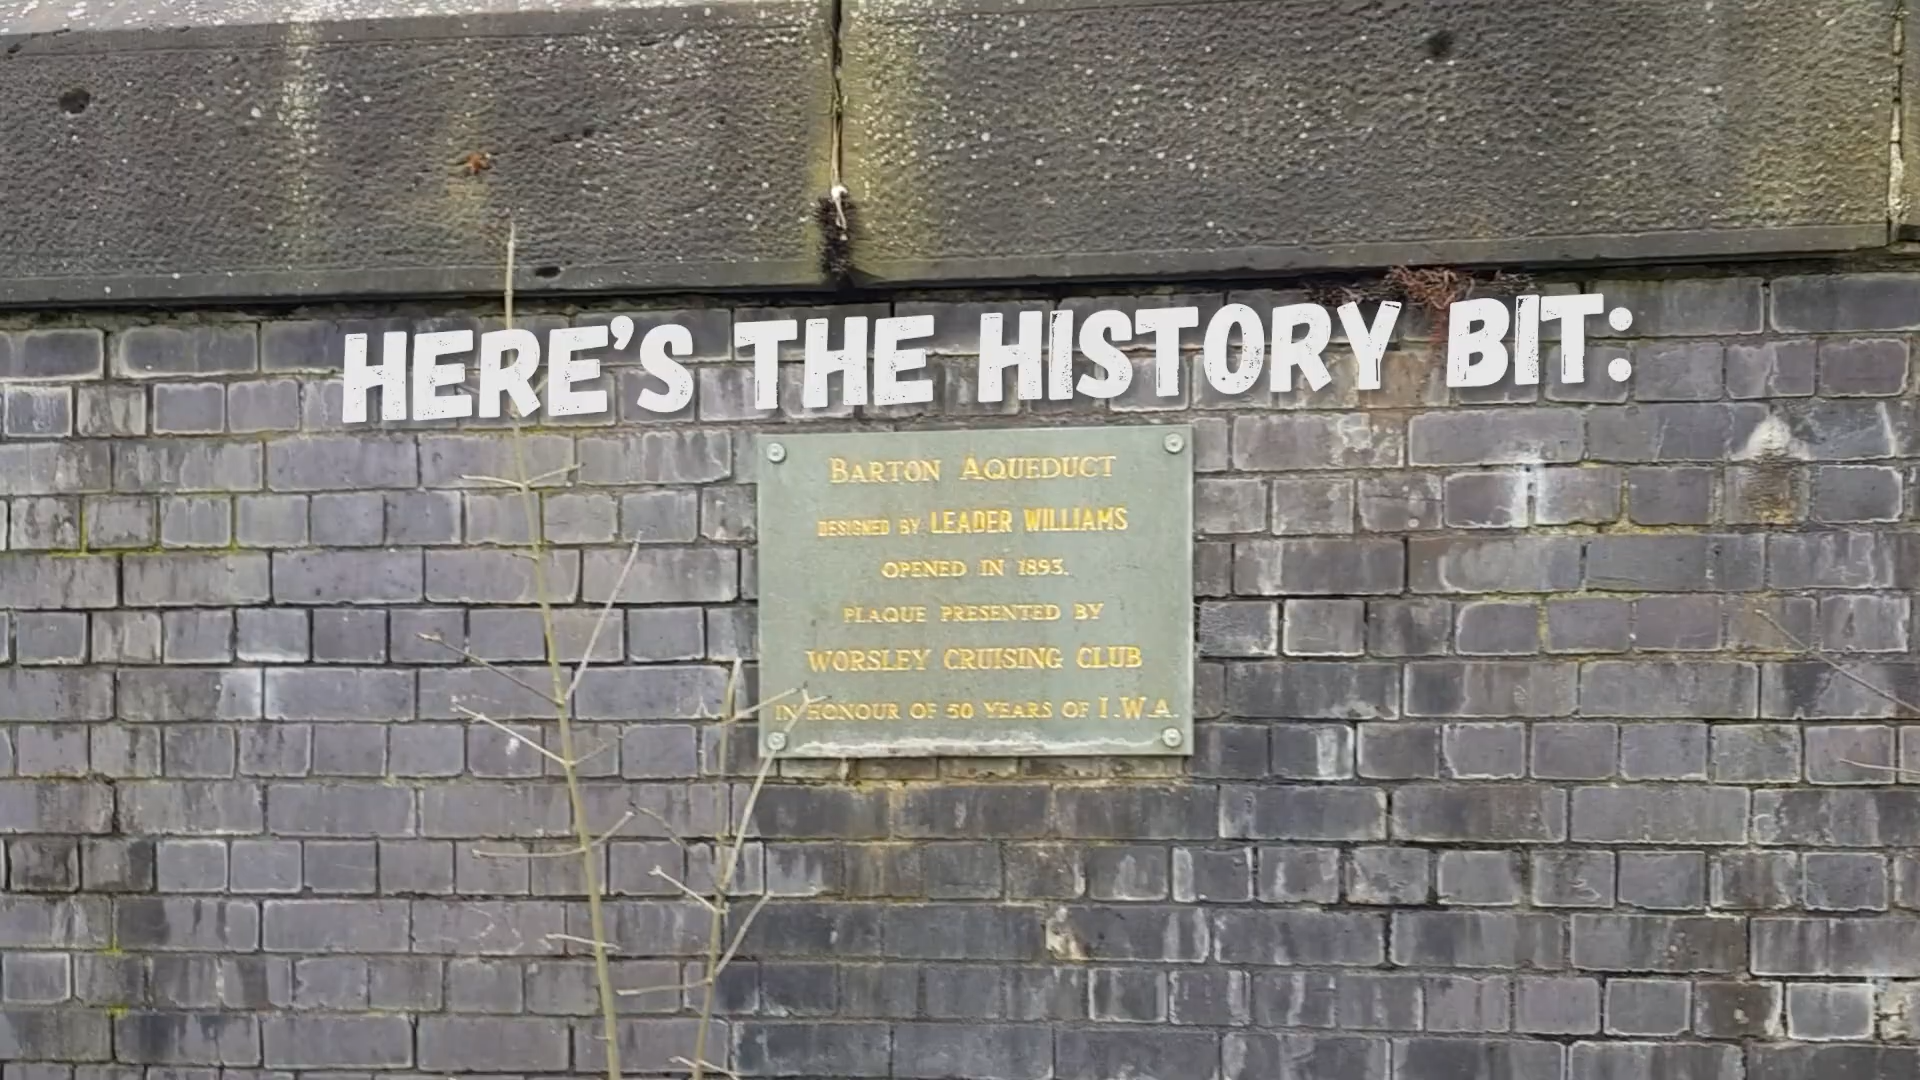 HERE'S THE HISTORY BIT:
BARTON AQUEDUCT
DESIGNED BY LEADER WILLIAMS
OPENED IN 1893.
PLAQUE PRESENTED BY
WORSLEY CRUISING CLUB
IN HONOUR OF 50 YEARS OF I.W.A.